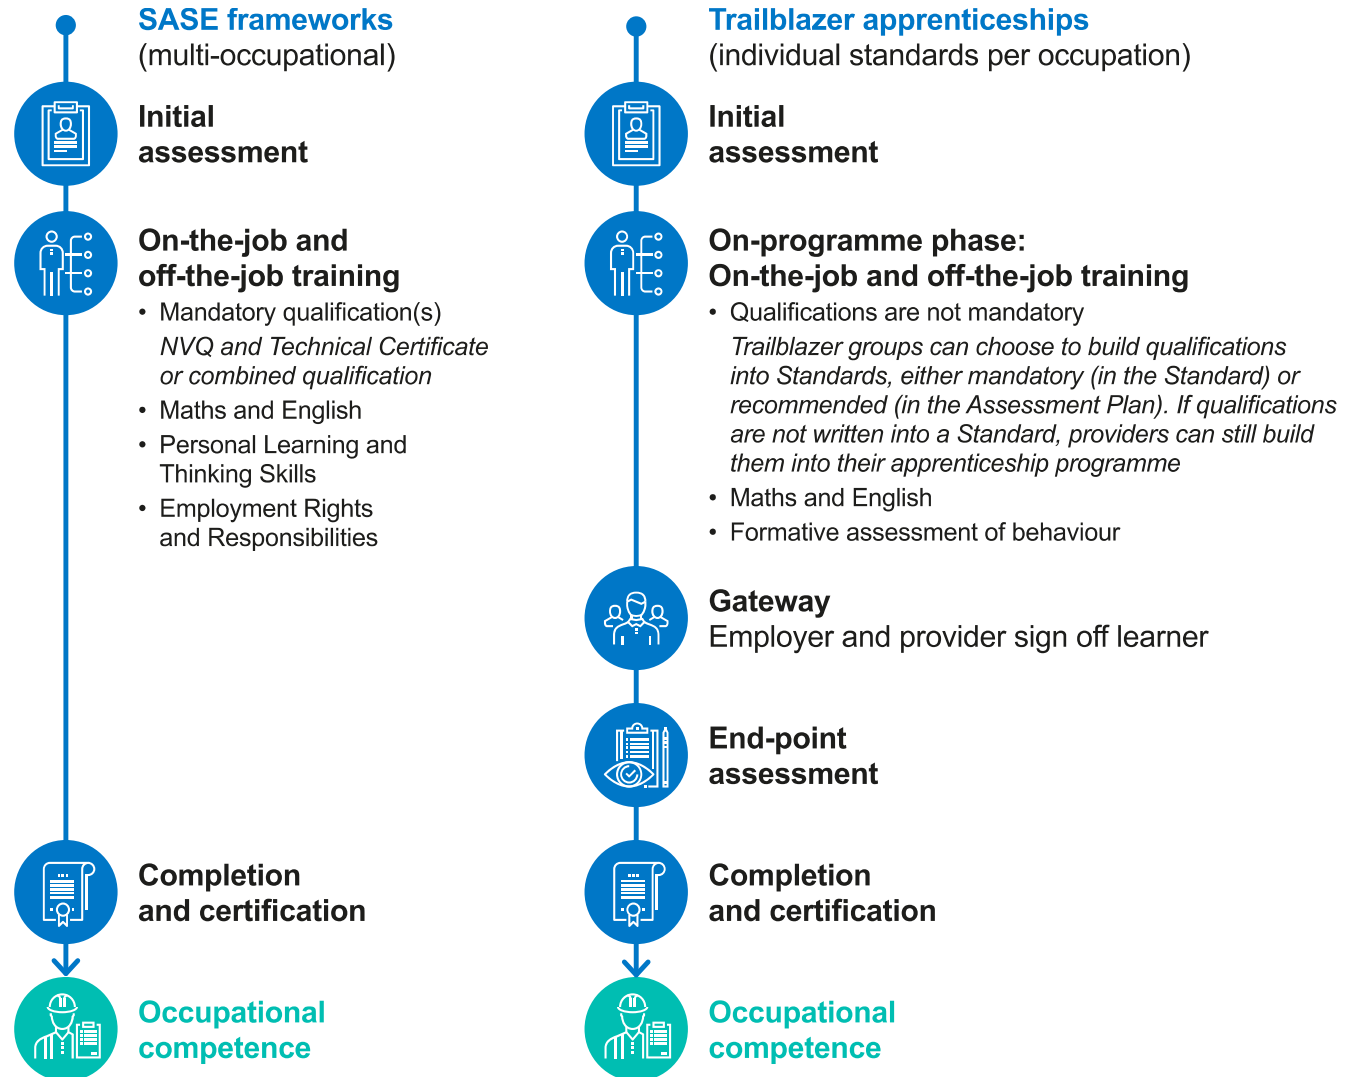 SASE frameworks
(multi-occupational)
Initial
assessment
On-the-job and
off-the-job training
• Mandatory qualification(s)
NVQ and Technical Certificate
or combined qualification
• Maths and English
• Personal Learning and
Thinking Skills
• Employment Rights
and Responsibilities
Completion
and certification
Occupational
competence
Trailblazer apprenticeships
(individual standards per occupation)
Initial
assessment
On-programme phase:
On-the-job and off-the-job training
• Qualifications are not mandatory
Trailblazer groups can choose to build qualifications
into Standards, either mandatory (in the Standard) or
recommended (in the Assessment Plan). If qualifications
are not written into a Standard, providers can still build
them into their apprenticeship programme
• Maths and English
• Formative assessment of behaviour
Gateway
Employer and provider sign off learner
End-point
assessment
Completion
and certification
Occupational
competence